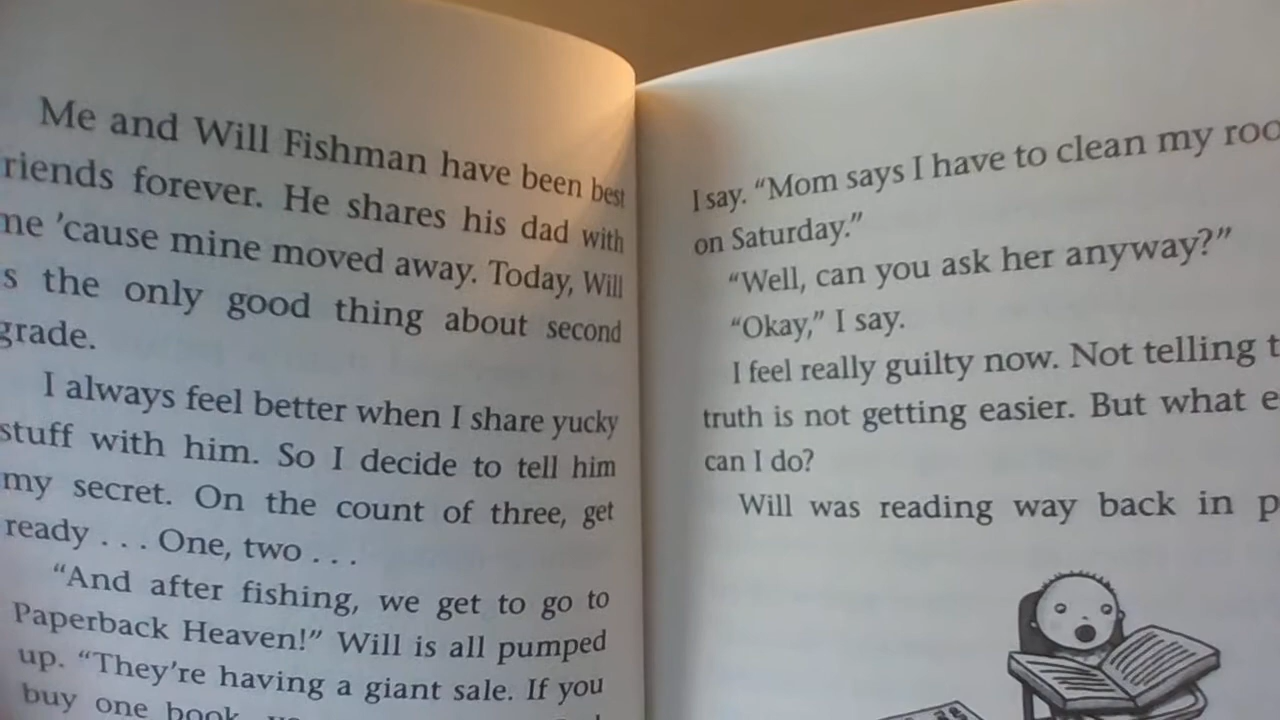 Me and Will Fishman have been best
riends forever. He shares his dad with
me 'cause mine moved away. Today, Will
s the only good thing about second
grade.
I always feel better when I share yucky
stuff with him. So I decide to tell him
my secret. On the count of three, get
ready . . . One, two . . .
"And after fishing, we get to go to
Paperback Heaven!" Will is all pumped
up. "They're having a giant sale. If you
buy one book
I say. "Mom says I have to clean my roo
on Saturday."
"Well, can you ask her anyway?"
"Okay," I say.
I feel really guilty now. Not telling t
truth is not getting easier. But what e
can I do?
Will was reading way back in p